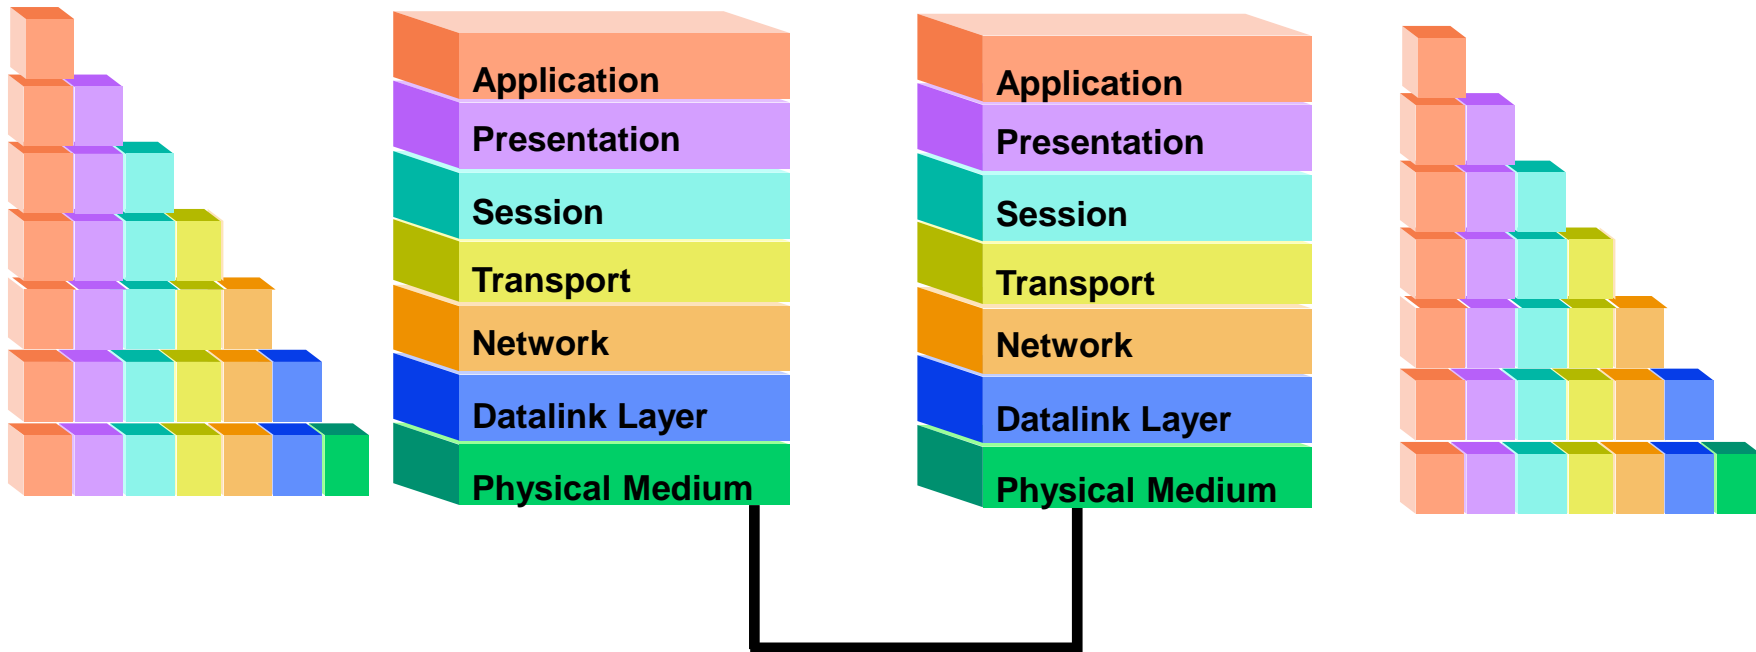 Application
Presentation
Session
Transport
Network
Datalink Layer
Physical Medium
Application
Presentation
Session
Transport
Network
Datalink Layer
Physical Medium